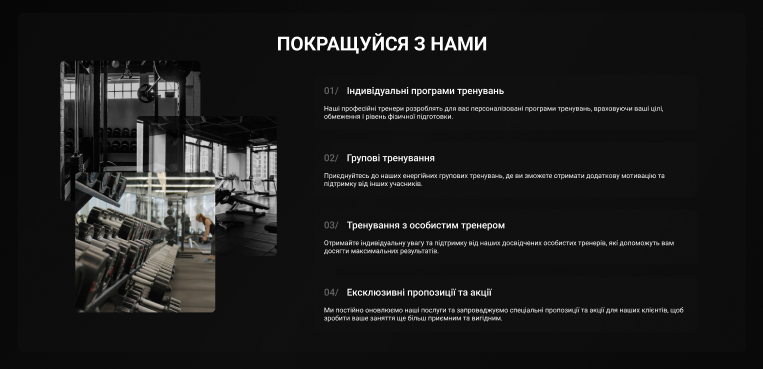 ПОКРАЩУЙСЯ З НАМИ
01/ Індивідуальні програми тренувань
Наші професійні тренери розроблять для вас персоналізовані програми тренувань, враховуючи ваші цілі,
обмеження і рівень фізичної підготовки.
02/ Групові тренування
Приєднуйтесь до наших енергійних групових тренувань, де ви зможете отримати додаткову мотивацію та
підтримку від інших учасників.
03/ Тренування з особистим тренером
Отримайте індивідуальну увагу та підтримку від наших досвідчених особистих тренерів, які допоможуть вам
досягти максимальних результатів.
04/ Ексклюзивні пропозиції та акції
Ми постійно оновлюємо наші послуги та запроваджуємо спеціальні пропозиції та акції для наших клієнтів, щоб
зробити ваше заняття ще більш приємним та вигідним.